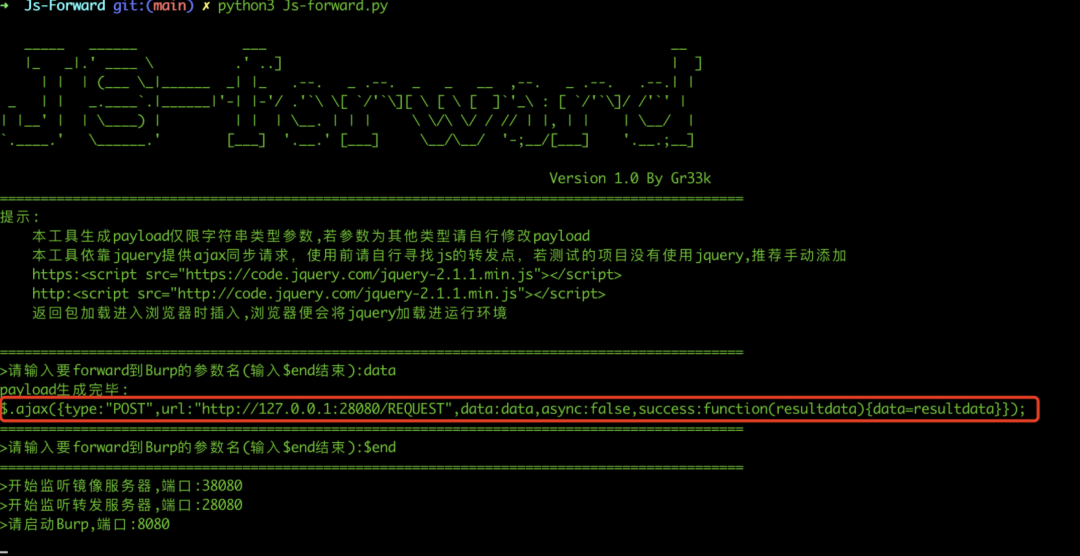 → Js-Forward git:(main) ✗ python3 Js-forward.py
Js-forward
Version 1.0 By Gr33k
提示:
本工具生成payload仅限字符串类型参数,若参数为其他类型请自行修改payload
本工具依靠jquery提供ajax同步请求，使用前请自行寻找js的转发点，若测试的项目没有使用jquery,推荐手动添加
https:<script src="https://code.jquery.com/jquery-2.1.1.min.js"></script>
http:<script src="http://code.jquery.com/jquery-2.1.1.min.js"></script>
返回包加载进入浏览器时插入,浏览器便会将jquery加载进运行环境
>请输入要forward到Burp的参数名(输入$end结束):data
payload生成完毕:
$.ajax({type:"POST",url:"http://127.0.0.1:28080/REQUEST",data:data,async:false,success:function(resultdata){data=resultdata}});
>请输入要forward到Burp的参数名(输入$end结束):$end
>开始监听镜像服务器,端口:38080
>开始监听转发服务器,端口:28080
>请启动Burp,端口:8080